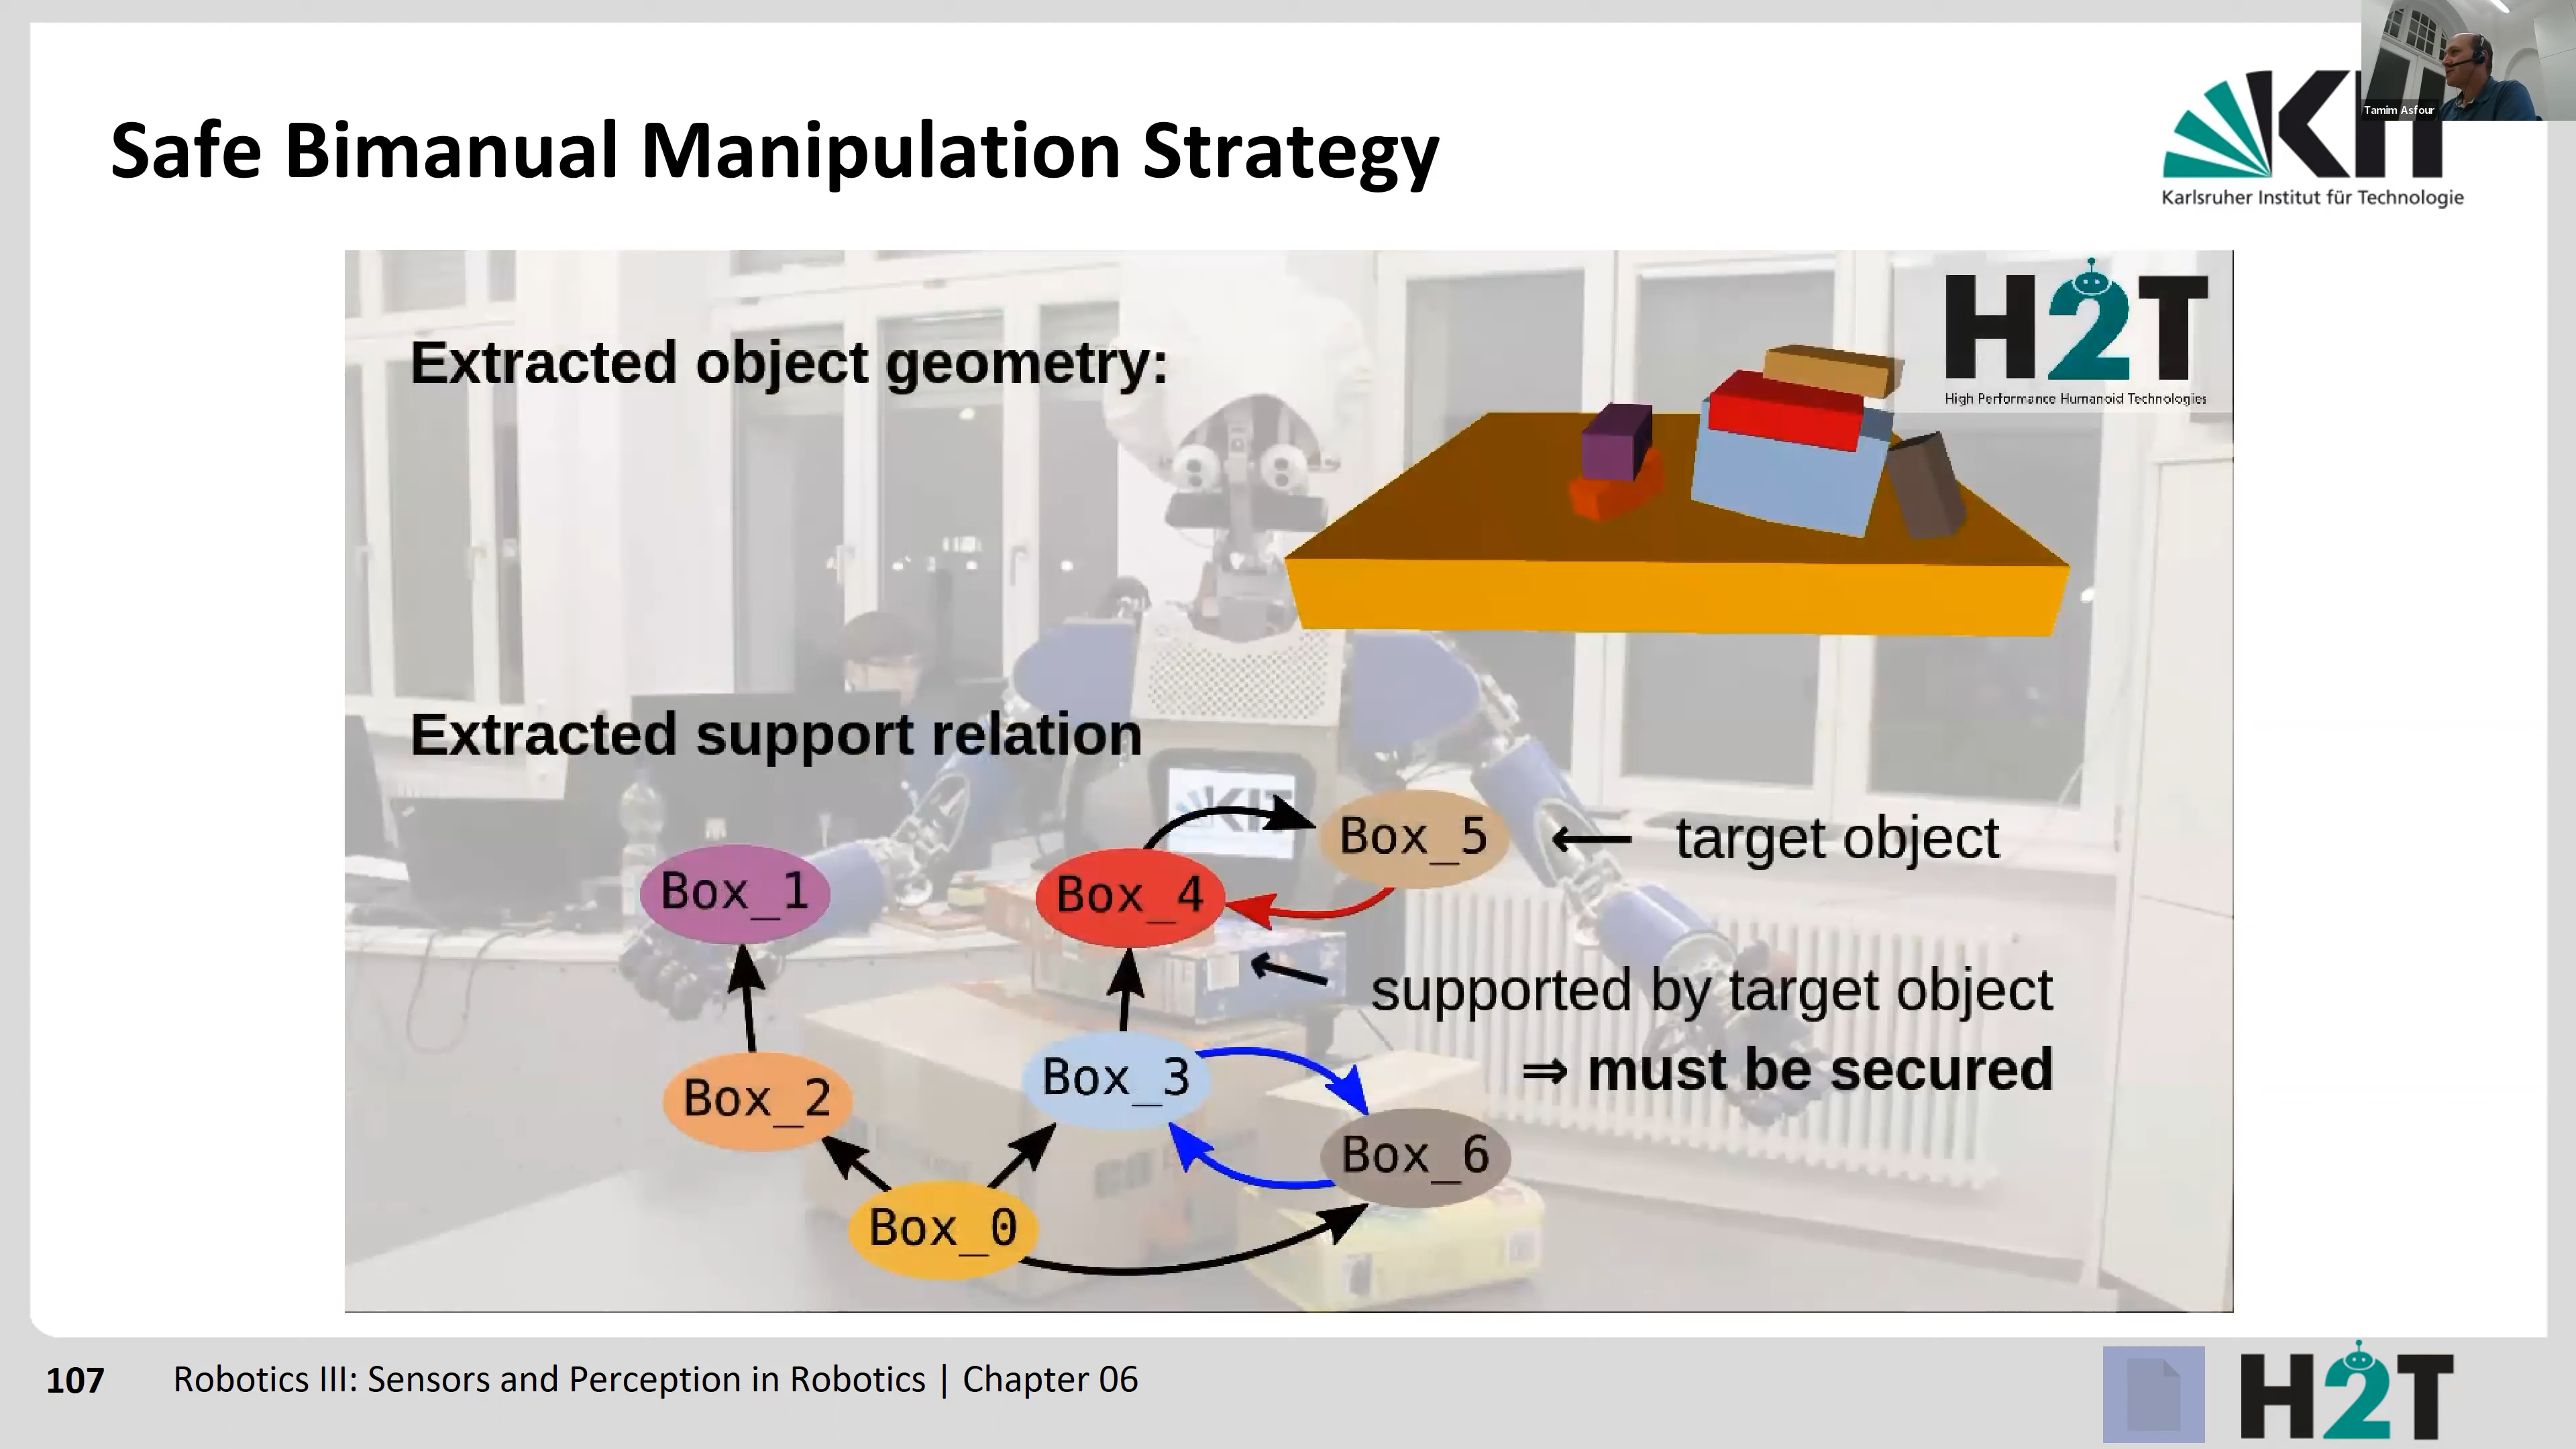 Safe Bimanual Manipulation Strategy
Tamim Asfour
KIT
Karlsruher Institut für Technologie
H2T
High Performance Humanoid Technologies
Extracted object geometry:
Extracted support relation
KIT
Box_5
target object
Box_1
Box_4
supported by target object
⇒ must be secured
Box_3
Box_2
Box_6
Box_0
107
Robotics III: Sensors and Perception in Robotics | Chapter 06
H2T